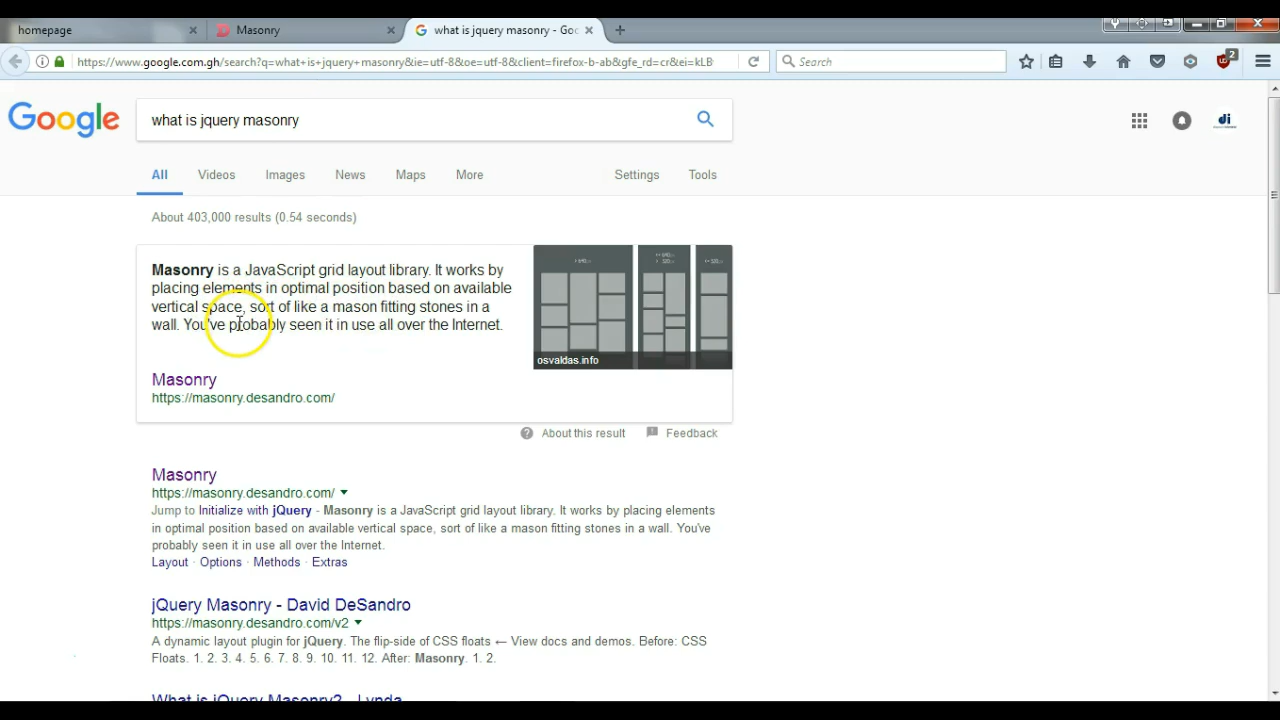 homepage
Masonry
what is jquery masonry - Goo
https://www.google.com.gh/search?q=what+is+jquery+masonry&ie=utf-8&oe=utf-8&client=firefox-b-ab&gfe_rd=cr&ei=kLB
Search
2
Google
what is jquery masonry
di
All Videos Images News Maps More Settings Tools
About 403,000 results (0.54 seconds)
Masonry is a JavaScript grid layout library. It works by
placing elements in optimal position based on available
vertical space, sort of like a mason fitting stones in a
wall. You've probably seen it in use all over the Internet.
osvaldas.info
Masonry
https://masonry.desandro.com/
About this result Feedback
Masonry
https://masonry.desandro.com/
Jump to Initialize with jQuery - Masonry is a JavaScript grid layout library. It works by placing elements
in optimal position based on available vertical space, sort of like a mason fitting stones in a wall. You've
probably seen it in use all over the Internet.
Layout · Options · Methods · Extras
jQuery Masonry - David DeSandro
https://masonry.desandro.com/v2
A dynamic layout plugin for jQuery. The flip-side of CSS floats ← View docs and demos. Before: CSS
Floats. 1. 2. 3. 4. 5. 6. 7. 8. 9. 10. 11. 12. After: Masonry. 1. 2.
What is jQuery Masonry? - Lynda